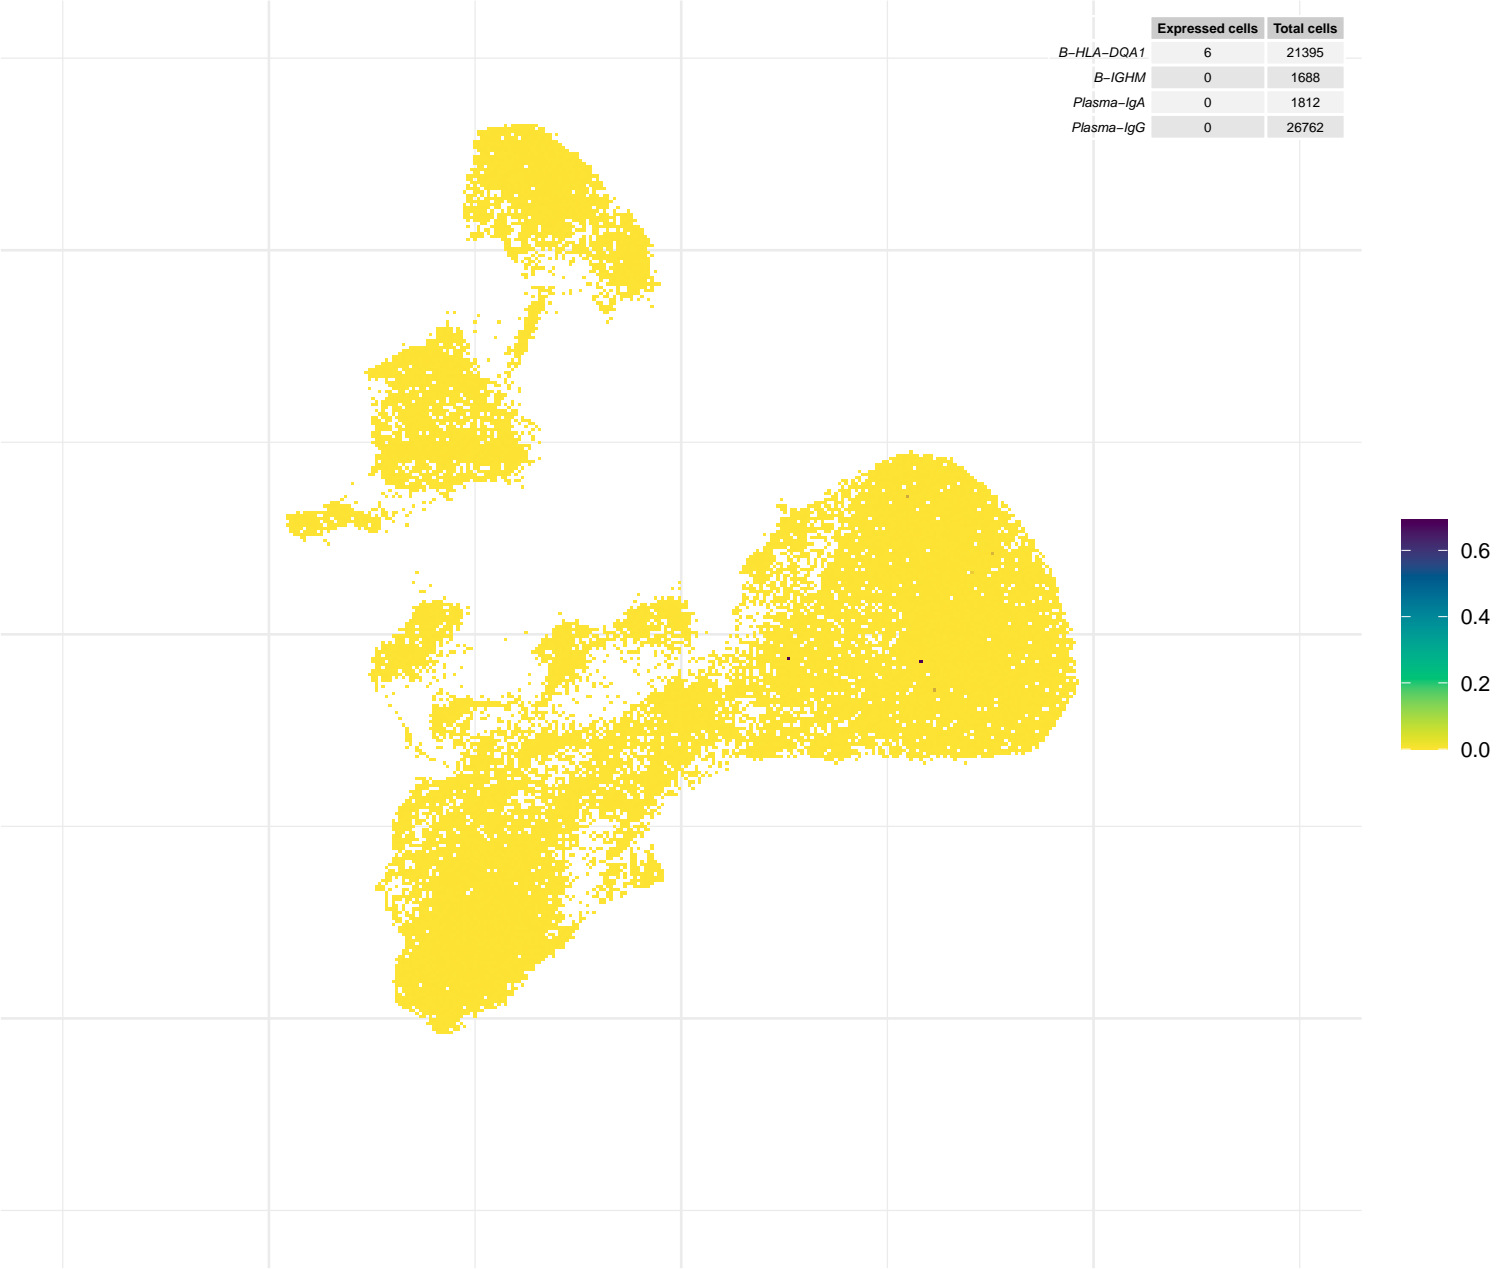 Expressed cells Total cells
B−HLA−DQA1 6 21395
B−IGHM 0 1688
Plasma−IgA 0 1812
Plasma−IgG 0 26762
0.6
0.4
0.2
0.0